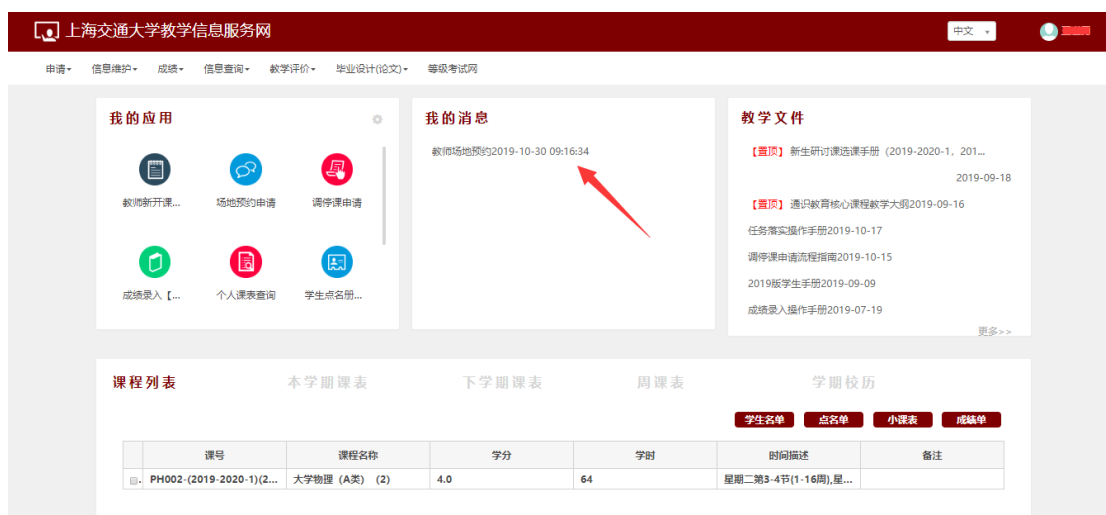 上海交通大学教学信息服务网
中文
申请 信息维护 成绩 信息查询 教学评价 毕业设计(论文) 等级考试网
我的应用
教师新开课...
场地预约申请
调停课申请
成绩录入【...
个人课表查询
学生点名册...
我的消息
教师场地预约2019-10-30 09:16:34
教学文件
【置顶】新生研讨课选课手册（2019-2020-1，201...
2019-09-18
【置顶】通识教育核心课程教学大纲2019-09-16
任务落实操作手册2019-10-17
调停课申请流程指南2019-10-15
2019版学生手册2019-09-09
成绩录入操作手册2019-07-19
更多>>
课程列表 本学期课表 下学期课表 周课表 学期校历
学生名单 点名单 小课表 成绩单
课号 课程名称 学分 学时 时间描述 备注
PH002-(2019-2020-1)(2... 大学物理（A类）（2） 4.0 64 星期二第3-4节(1-16周),星...